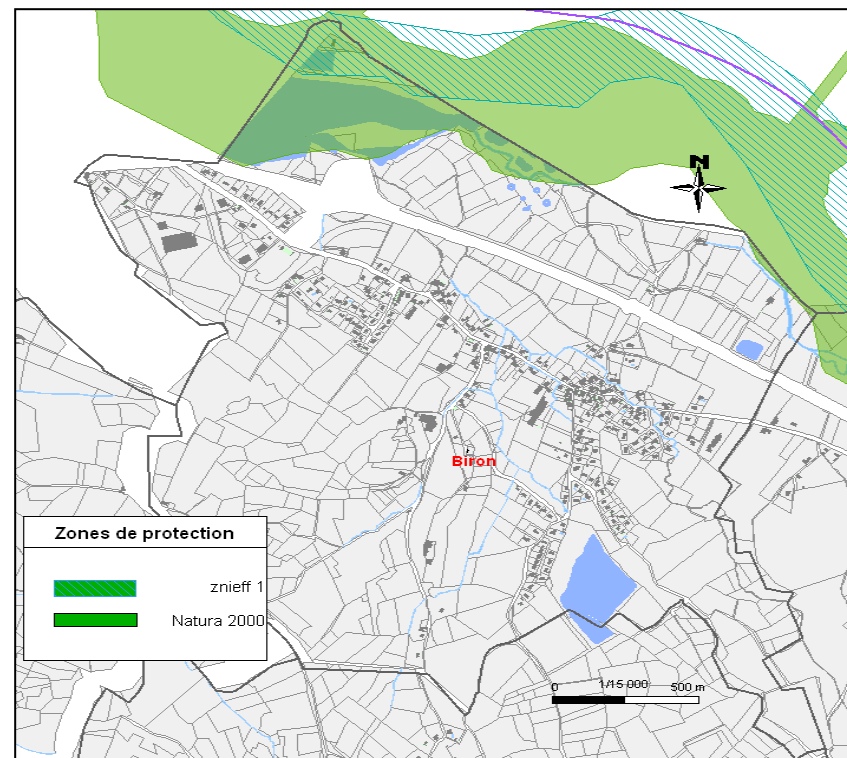 N
Biron
Zones de protection
znieff 1
Natura 2000
0 1/15 000 500 m